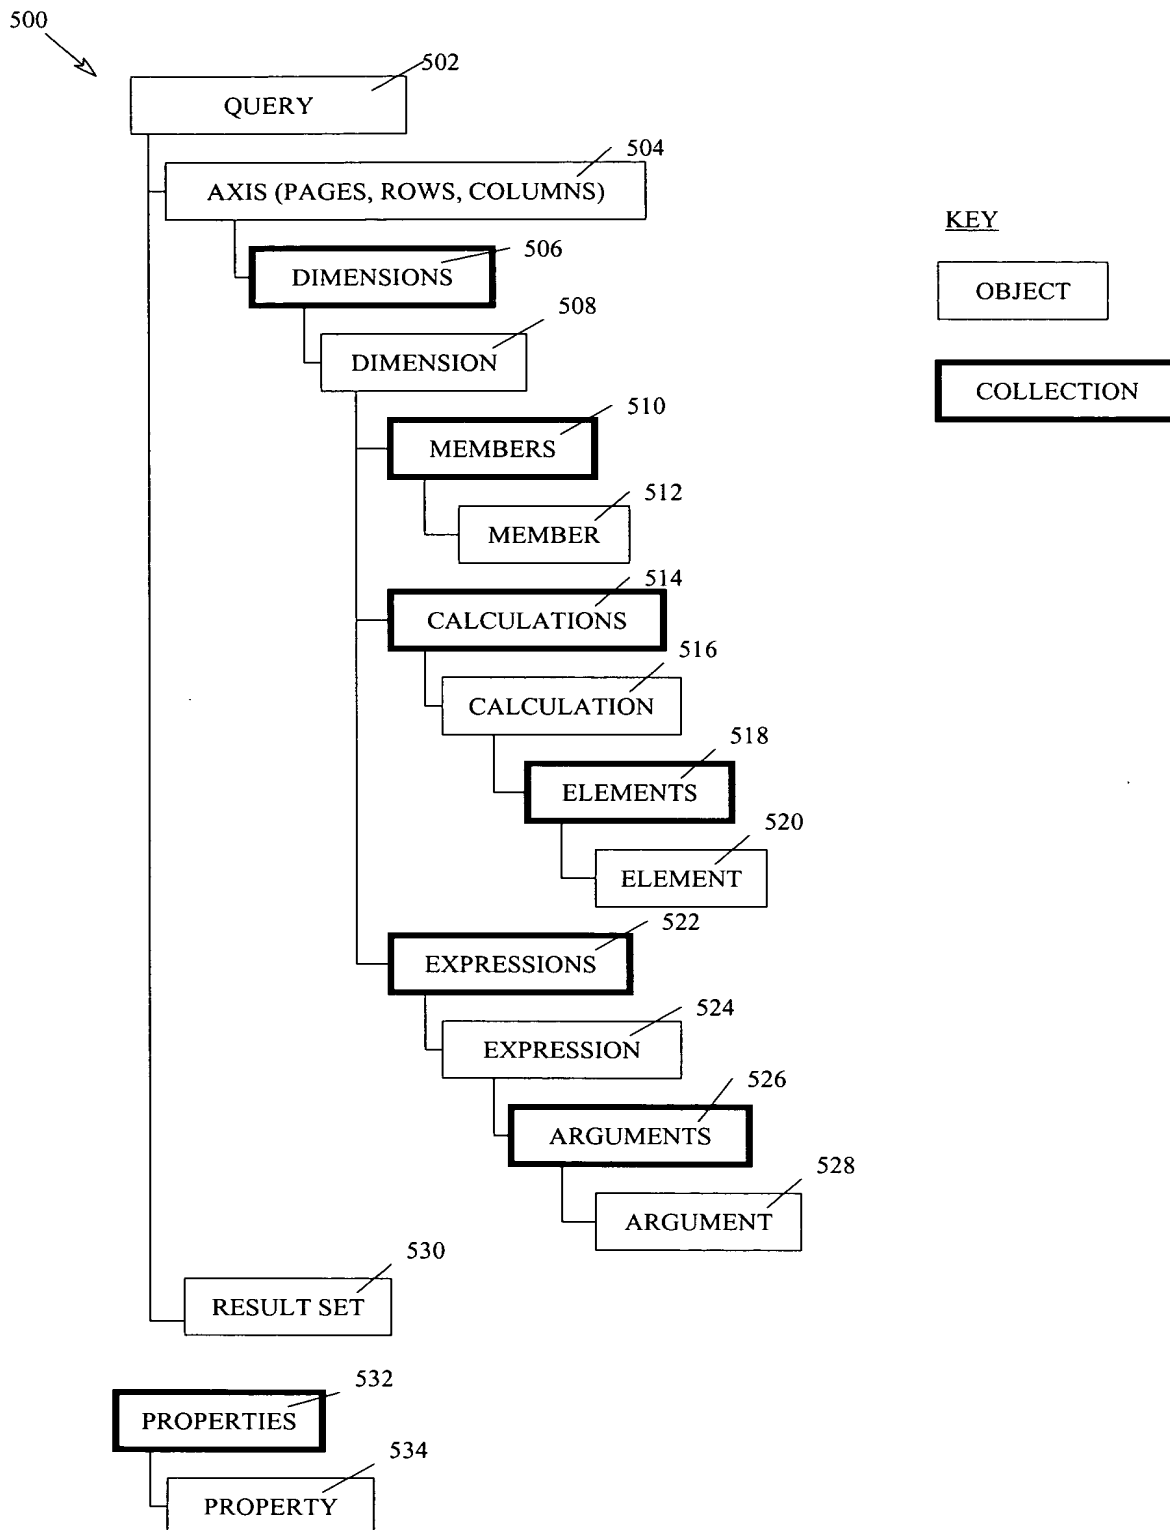 500
502
QUERY
504
AXIS (PAGES, ROWS, COLUMNS)
506
DIMENSIONS
508
DIMENSION
510
MEMBERS
512
MEMBER
514
CALCULATIONS
516
CALCULATION
518
ELEMENTS
520
ELEMENT
522
EXPRESSIONS
524
EXPRESSION
526
ARGUMENTS
528
ARGUMENT
530
RESULT SET
532
PROPERTIES
534
PROPERTY
KEY
OBJECT
COLLECTION